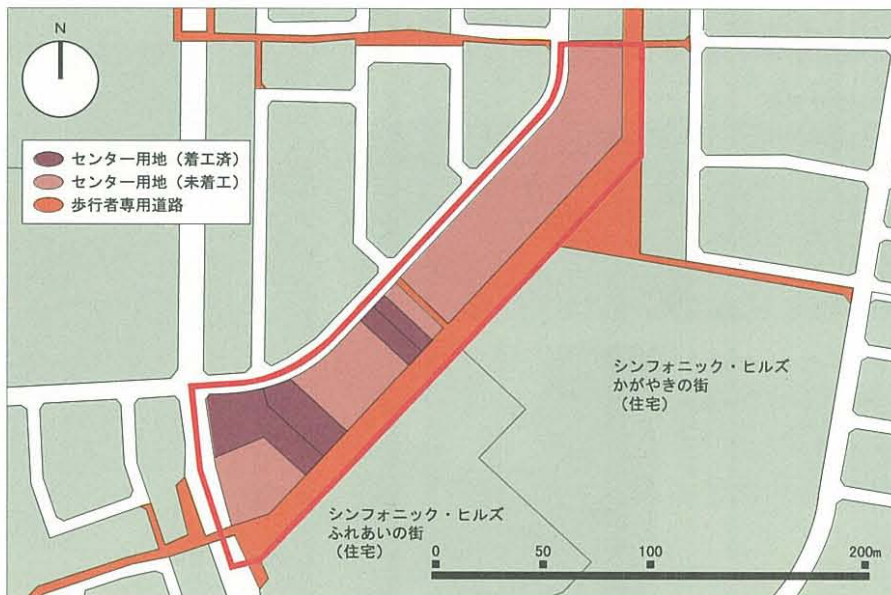 N
センター用地（着工済）
センター用地（未着工）
歩行者専用道路
シンフォニック・ヒルズ
かがやきの街
（住宅）
シンフォニック・ヒルズ
ふれあいの街
（住宅）
0 50 100 200m